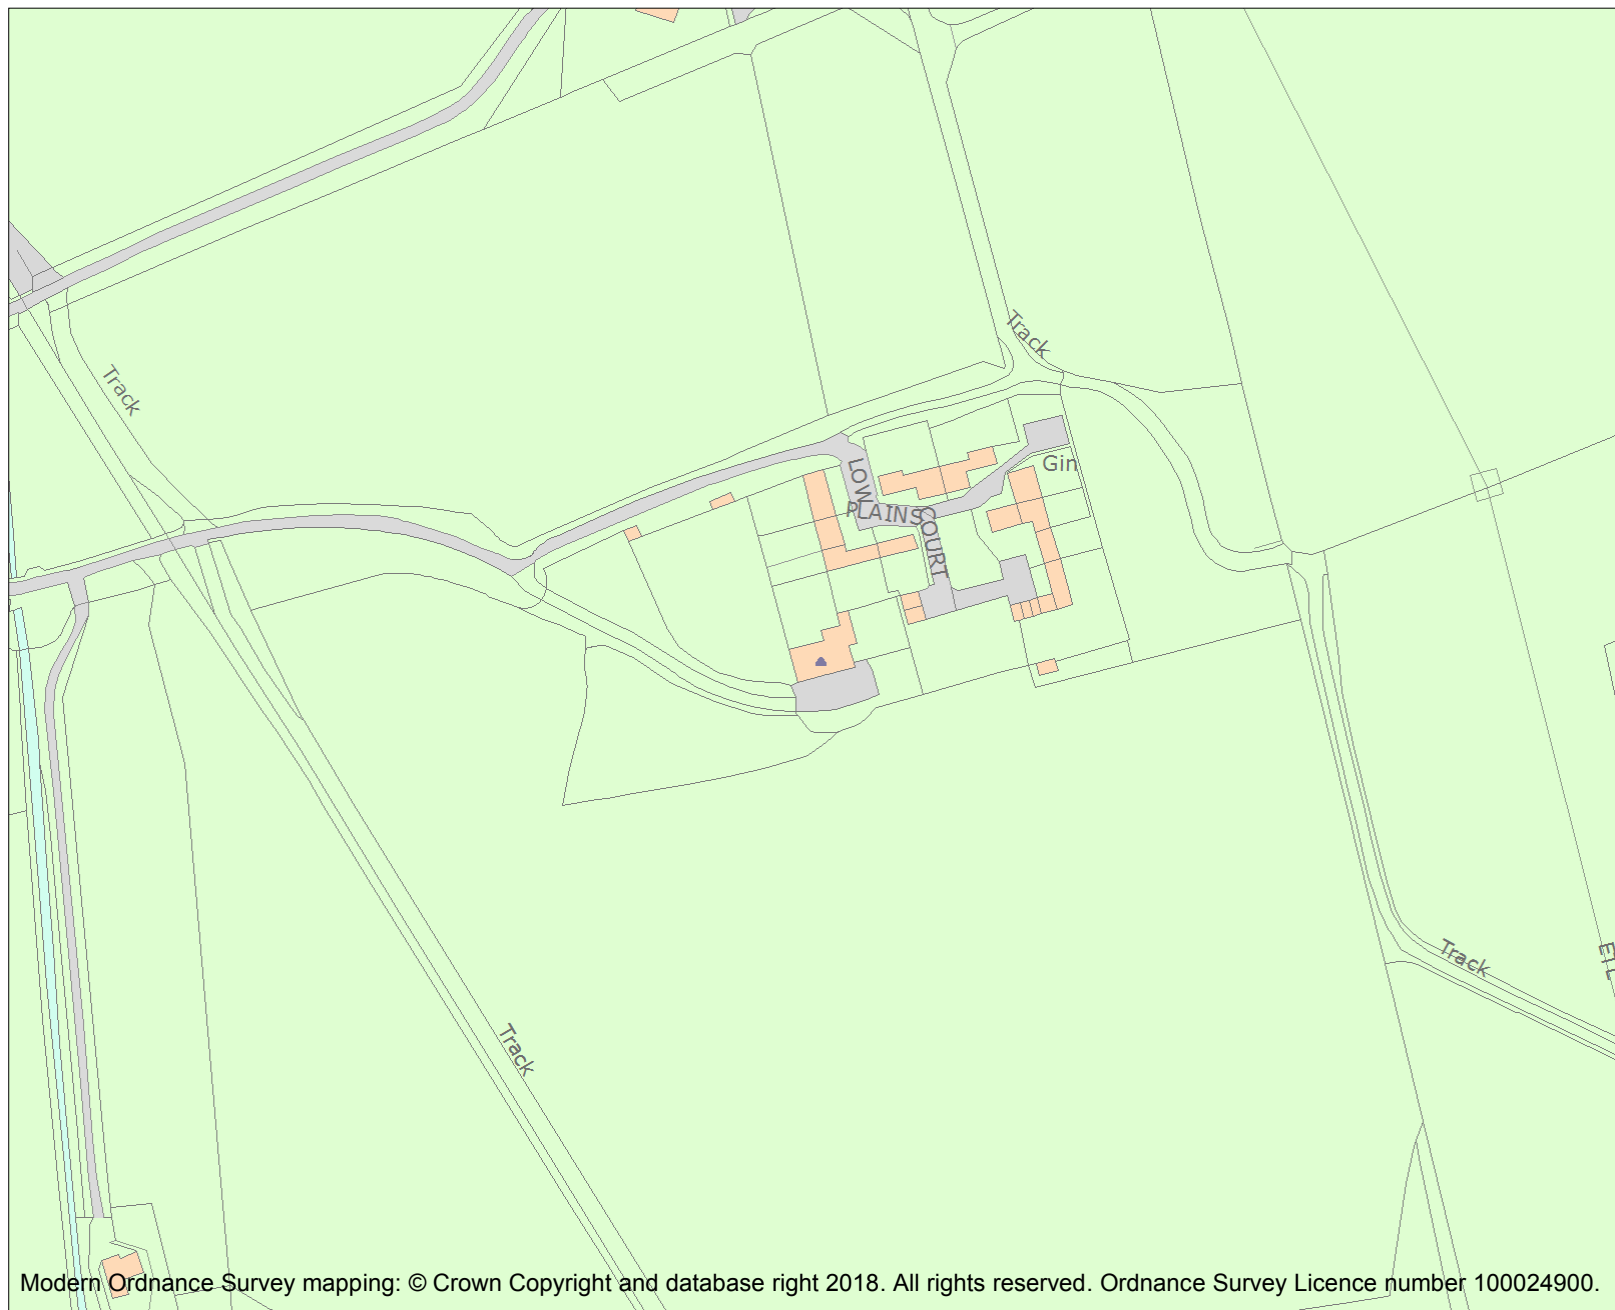 Track
Track
LOW
PLAINS
COURT
Gin
Track
ETL
Track
Modern Ordnance Survey mapping: © Crown Copyright and database right 2018. All rights reserved. Ordnance Survey Licence number 100024900.